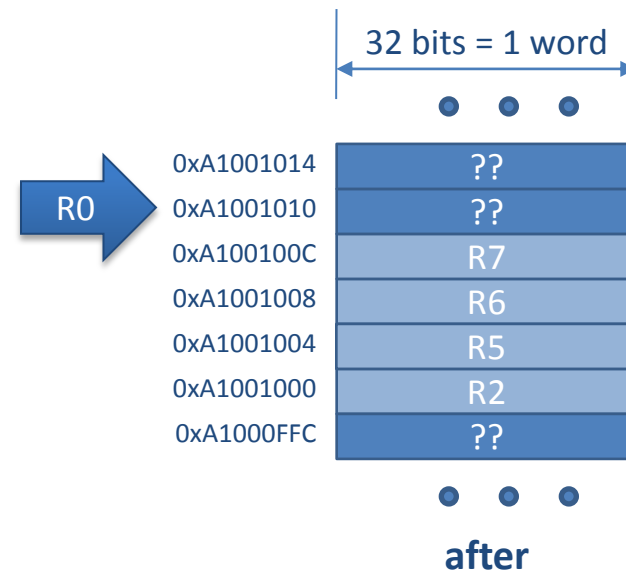 32 bits = 1 word
0xA1001014 ??
R0 0xA1001010 ??
0xA100100C R7
0xA1001008 R6
0xA1001004 R5
0xA1001000 R2
0xA1000FFC ??
after